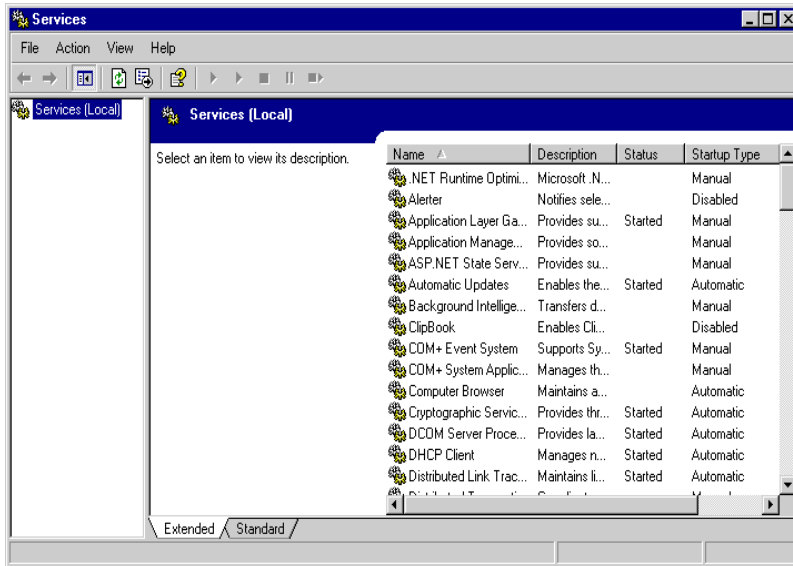 Services
File Action View Help
Services (Local)
Services (Local)
Select an item to view its description.
Name Description Status Startup Type
.NET Runtime Optimi... Microsoft .N... Manual
Alerter Notifies sele... Disabled
Application Layer Ga... Provides su... Started Manual
Application Manage... Provides so... Manual
ASP.NET State Serv... Provides su... Manual
Automatic Updates Enables the... Started Automatic
Background Intellige... Transfers d... Manual
ClipBook Enables Cli... Disabled
COM+ Event System Supports Sy... Started Manual
COM+ System Applic... Manages th... Manual
Computer Browser Maintains a... Automatic
Cryptographic Servic... Provides thr... Started Automatic
DCOM Server Proce... Provides la... Started Automatic
DHCP Client Manages n... Started Automatic
Distributed Link Trac... Maintains li... Started Automatic
Extended Standard